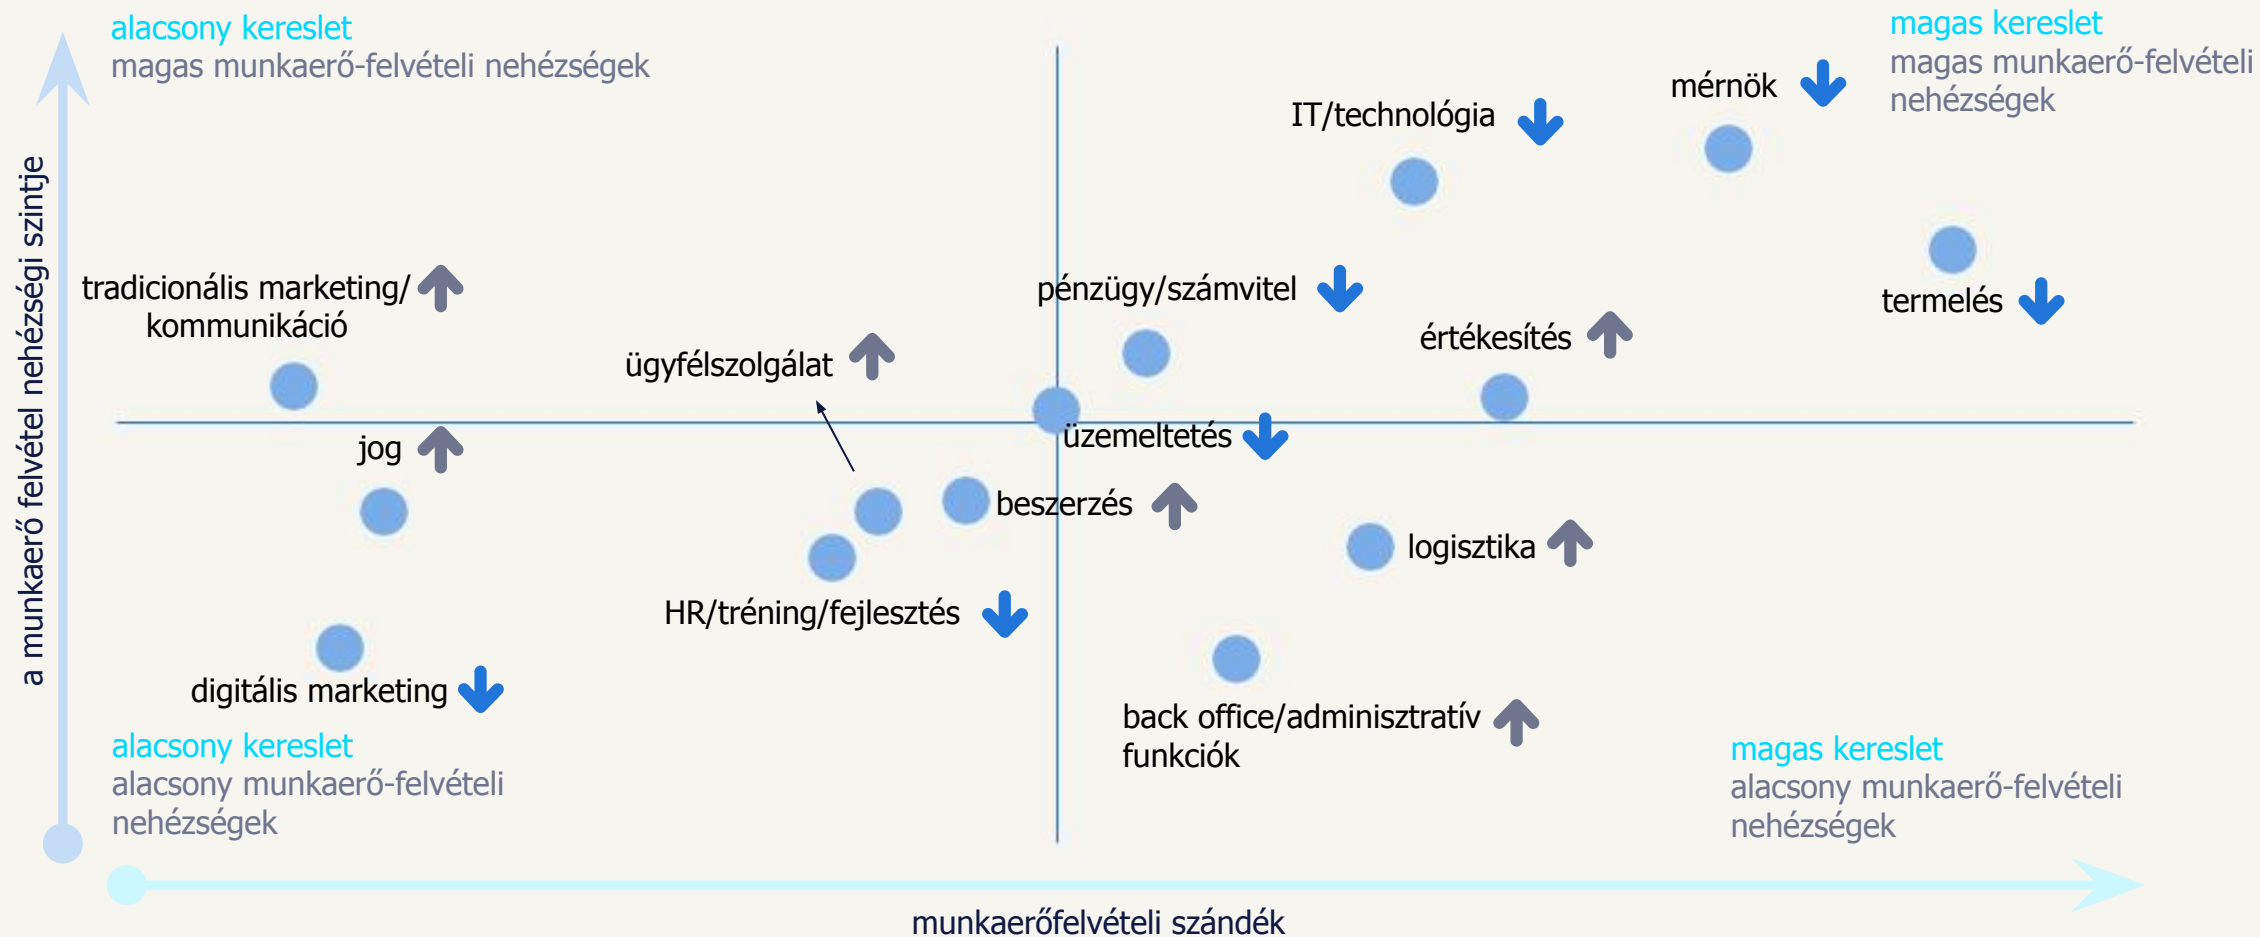 alacsony kereslet
magas munkaerő-felvételi nehézségek
magas kereslet
magas munkaerő-felvételi
nehézségek
mérnök
IT/technológia
a munkaerő felvétel nehézségi szintje
tradicionális marketing/
kommunikáció
pénzügy/számvitel
termelés
értékesítés
ügyfélszolgálat
jog
üzemeltetés
beszerzés
logisztika
HR/tréning/fejlesztés
digitális marketing
back office/adminisztratív
funkciók
alacsony kereslet
alacsony munkaerő-felvételi
nehézségek
magas kereslet
alacsony munkaerő-felvételi
nehézségek
munkaerőfelvételi szándék